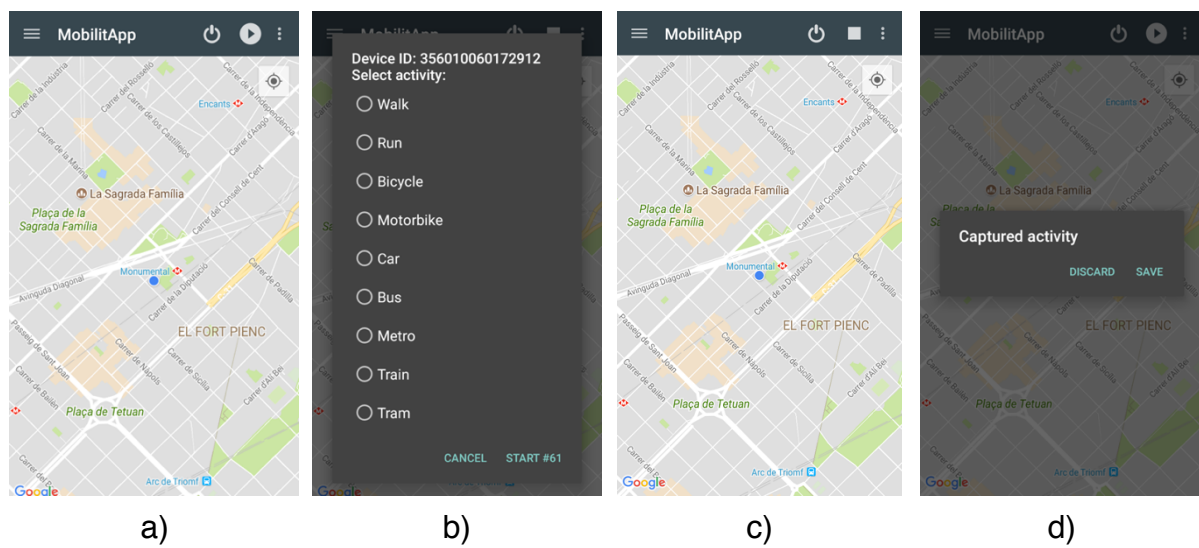 MobilitApp
Carrer de la Indústria
Carrer del Rosselló
Carrer de la Independència
Encants
Carrer de los Castillejos
Carrer d'Aragó
Carrer de la Marina
La Sagrada Família
Carrer del Consell de Cent
Plaça de la
Sagrada Família
Monumental
Avinguda Diagonal
Carrer de la Diputació
Carrer de Padilla
EL FORT PIENC
Passeig de Sant Joan
Carrer de Nàpols
Carrer de Sicília
Carrer d'Alí Bei
Carrer de Bailèn
Plaça de Tetuan
Arc de Triomf
Google
a)
MobilitApp
Device ID: 356010060172912
Select activity:
Walk
Run
Bicycle
Motorbike
Car
Bus
Metro
Train
Tram
CANCEL START #61
Arc de Triomf
Google
b)
MobilitApp
Carrer de la Indústria
Carrer del Rosselló
Carrer de la Independència
Encants
Carrer de los Castillejos
Carrer d'Aragó
Carrer de la Marina
La Sagrada Família
Carrer del Consell de Cent
Plaça de la
Sagrada Família
Monumental
Avinguda Diagonal
Carrer de la Diputació
Carrer de Padilla
EL FORT PIENC
Passeig de Sant Joan
Carrer de Nàpols
Carrer de Sicília
Carrer d'Alí Bei
Carrer de Bailèn
Plaça de Tetuan
Arc de Triomf
Google
c)
MobilitApp
Encants
La Sagrada Família
Plaça de la
Captured activity
DISCARD SAVE
EL FORT PIENC
Plaça de Tetuan
Arc de Triomf
Google
d)